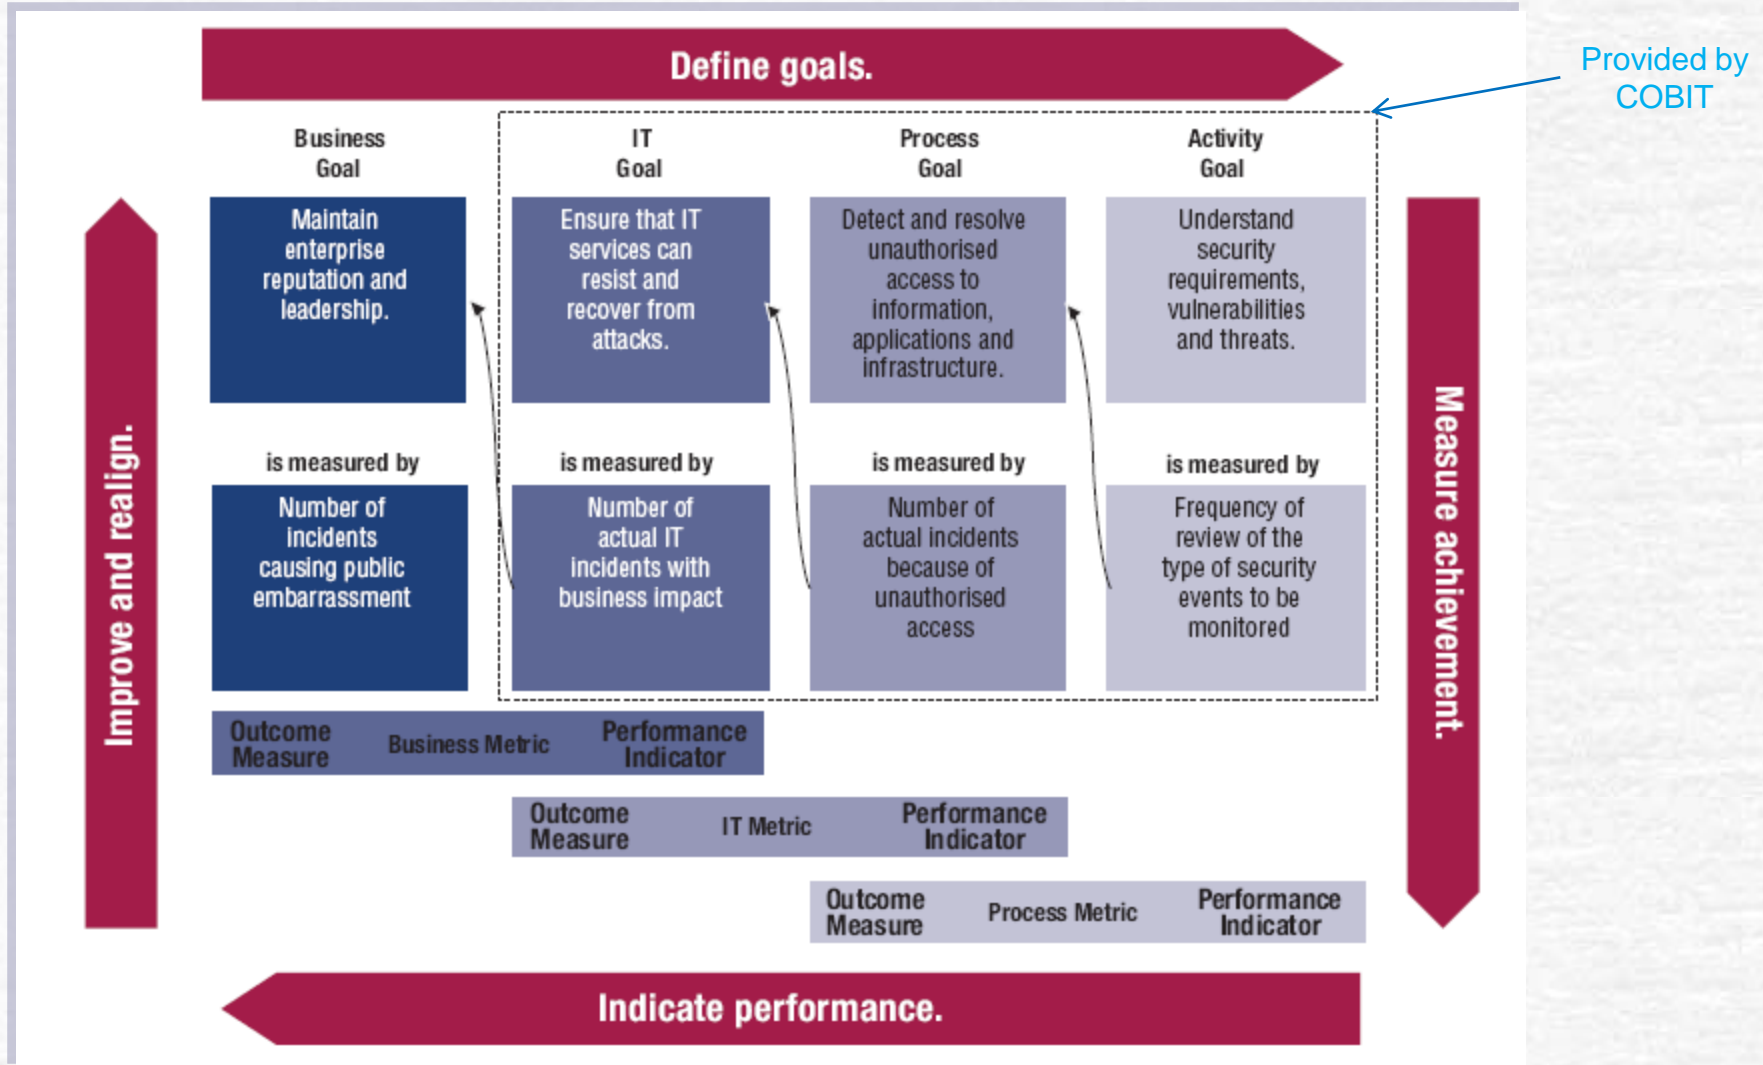 Define goals.
Provided by
COBIT
Business
Goal
IT
Goal
Process
Goal
Activity
Goal
Maintain
enterprise
reputation and
leadership.
Ensure that IT
services can
resist and
recover from
attacks.
Detect and resolve
unauthorised
access to
information,
applications and
infrastructure.
Understand
security
requirements,
vulnerabilities
and threats.
Improve and realign.
Measure achievement.
is measured by
is measured by
is measured by
is measured by
Number of
incidents
causing public
embarrassment
Number of
actual IT
incidents with
business impact
Number of
actual incidents
because of
unauthorised
access
Frequency of
review of the
type of security
events to be
monitored
Outcome
Measure
Business Metric
Performance
Indicator
Outcome
Measure
IT Metric
Performance
Indicator
Outcome
Measure
Process Metric
Performance
Indicator
Indicate performance.